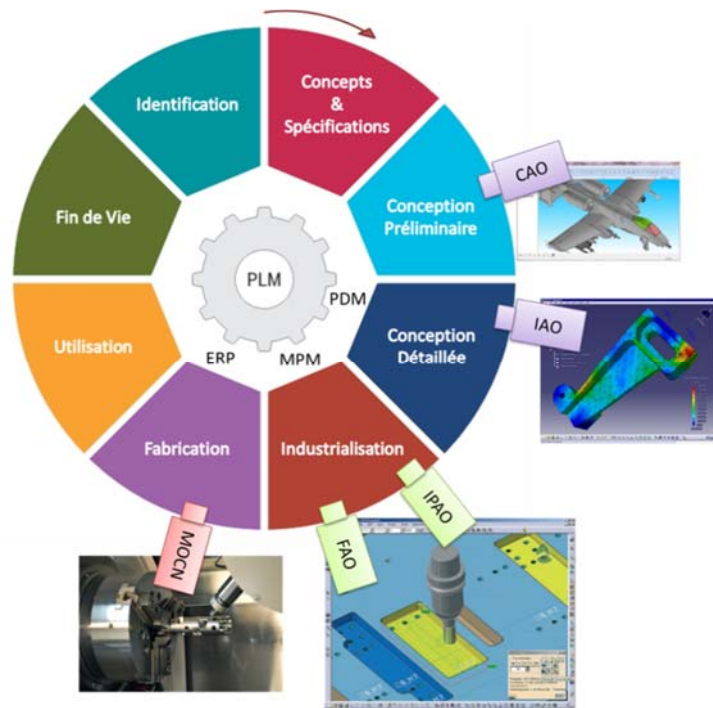 Identification
Concepts
&
Spécifications
Conception
Préliminaire
Conception
Détaillée
Industrialisation
Fabrication
Utilisation
Fin de Vie
PLM
PDM
MPM
ERP
CAO
IAO
IPAO
FAO
MOCN